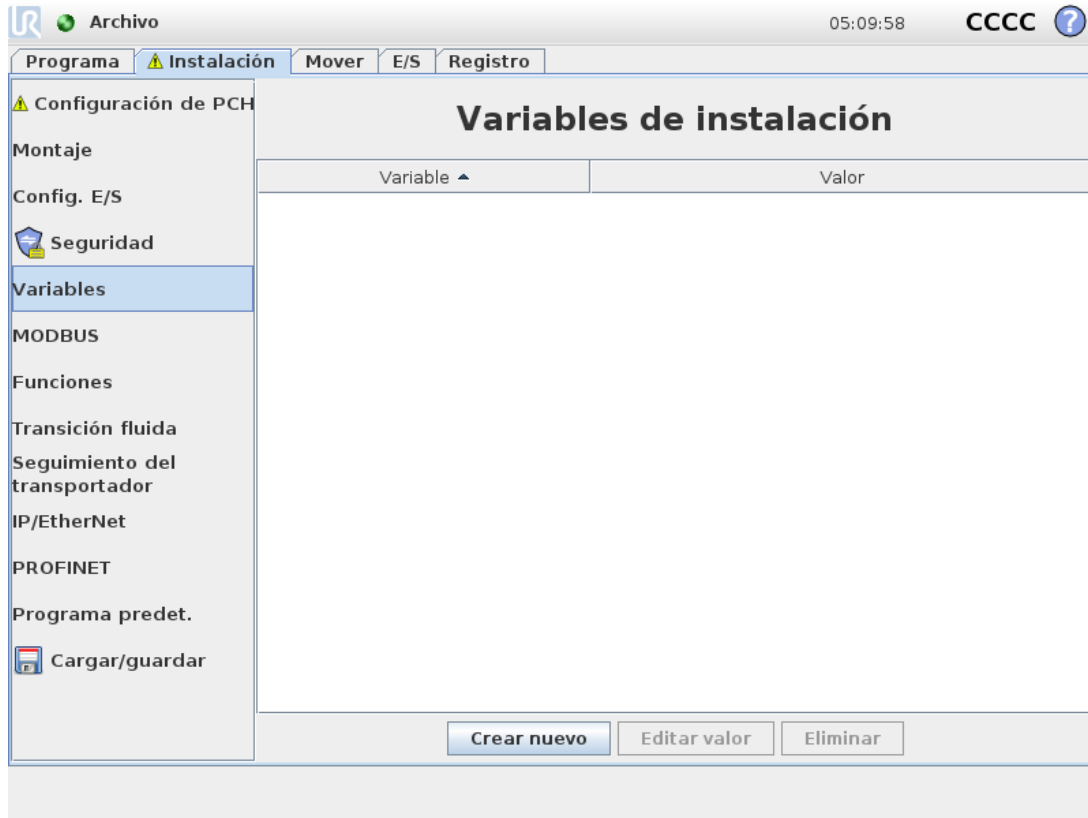 UR Archivo 05:09:58 CCCC ?
Programa Instalación Mover E/S Registro
Configuración de PCH
Montaje
Config. E/S
Seguridad
Variables
MODBUS
Funciones
Transición fluida
Seguimiento del
transportador
IP/EtherNet
PROFINET
Programa predet.
Cargar/guardar
Variables de instalación
Variable Valor
Crear nuevo Editar valor Eliminar